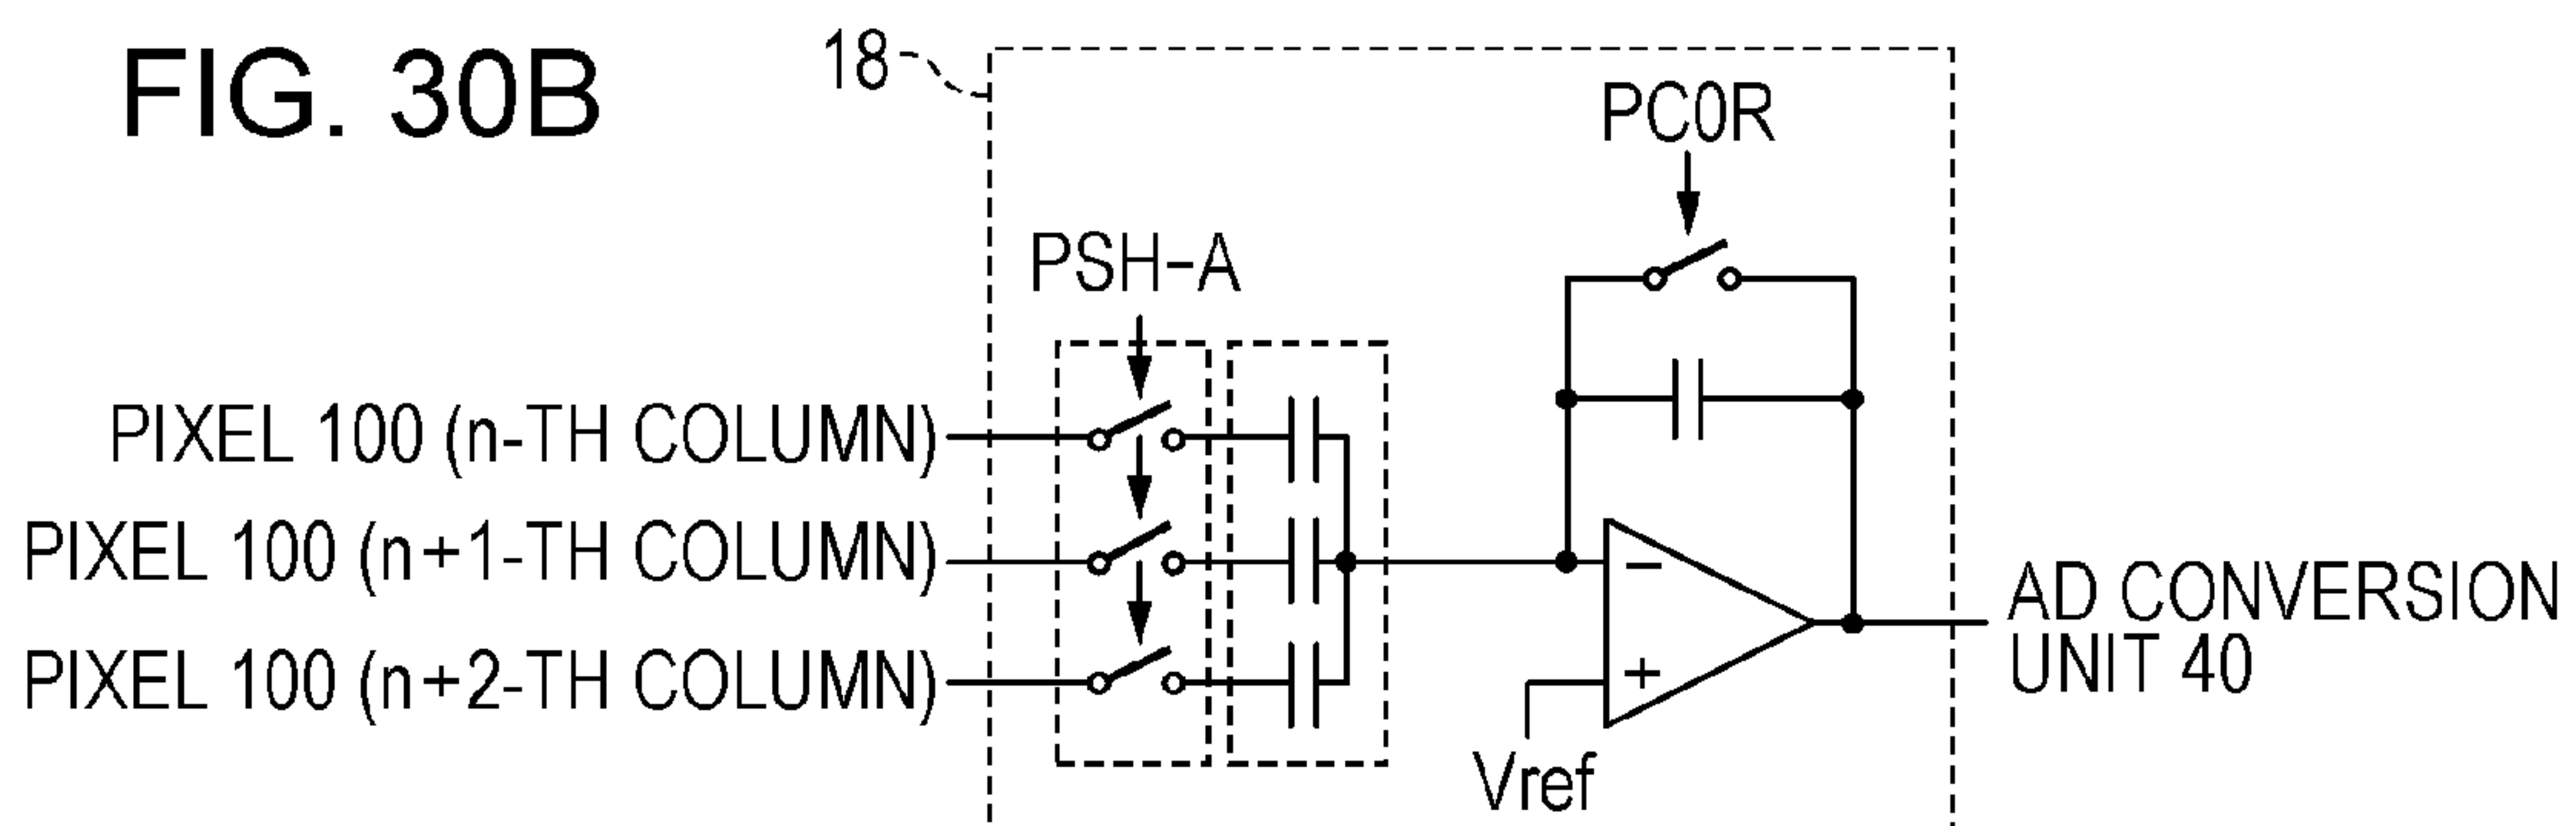 FIG. 30B
18
PC0R
PSH-A
PIXEL 100 (n-TH COLUMN)
PIXEL 100 (n+1-TH COLUMN)
PIXEL 100 (n+2-TH COLUMN)
−
+
Vref
AD CONVERSION
UNIT 40